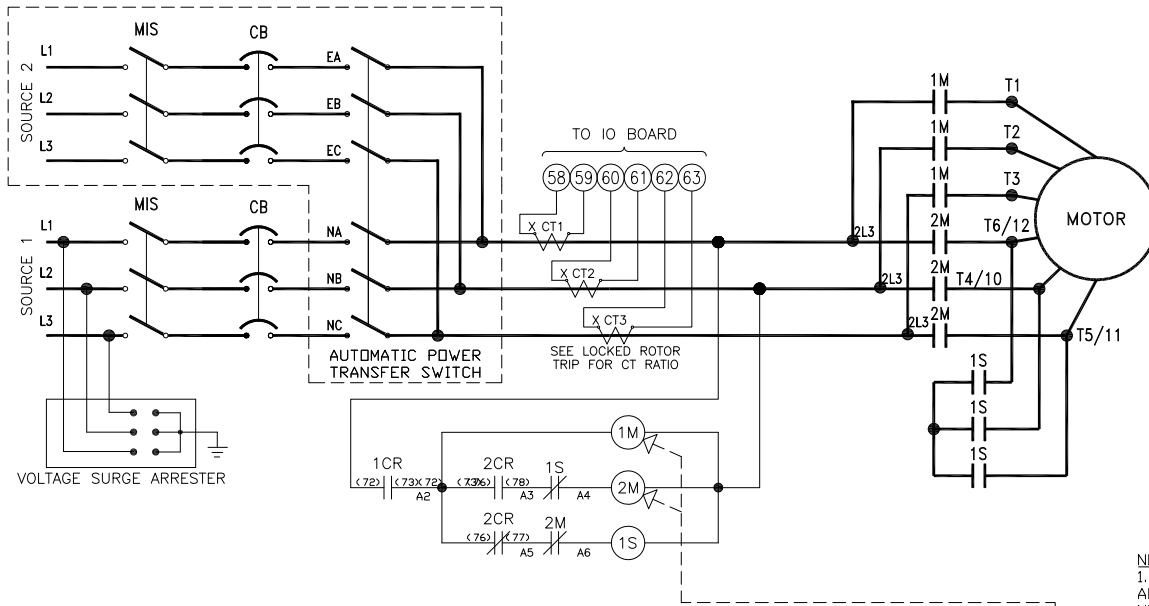 MIS
CB
L1
EA
L2
EB
L3
EC
SOURCE 2
TO IO BOARD
58 59 60 61 62 63
1M
T1
1M
T2
1M
T3
MOTOR
MIS
CB
L1
NA
X CT1
2L3
2M
T6/12
L2
NB
X CT2
2L3
2M
T4/10
L3
NC
X CT3
2L3
2M
T5/11
SOURCE 1
AUTOMATIC POWER
TRANSFER SWITCH
SEE LOCKED ROTOR
TRIP FOR CT RATIO
1S
1S
1S
VOLTAGE SURGE ARRESTER
1M
1CR
(72) (73)(72)
A2
2CR
(78)
A3
1S
A4
2M
2CR
(76) (77)
A5
2M
A6
1S
1.